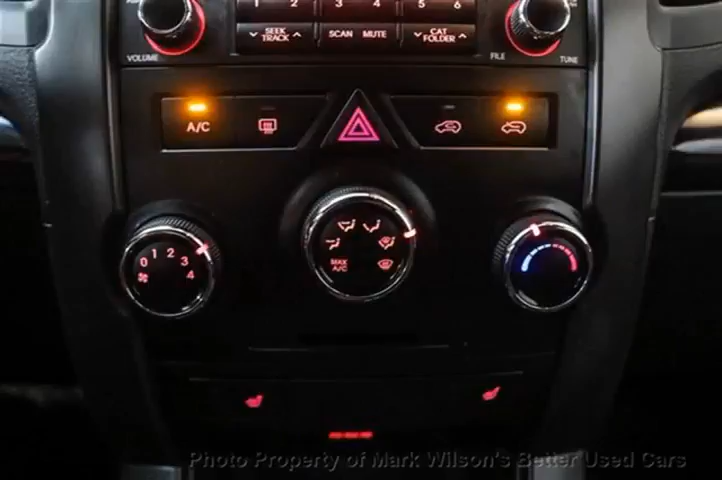 1 2 3 4 5 6
SEEK TRACK SCAN MUTE CAT FOLDER
VOLUME FILE TUNE
A/C
0 1 2 3 4
MAX A/C
Photo Property of Mark Wilson's Better Used Cars